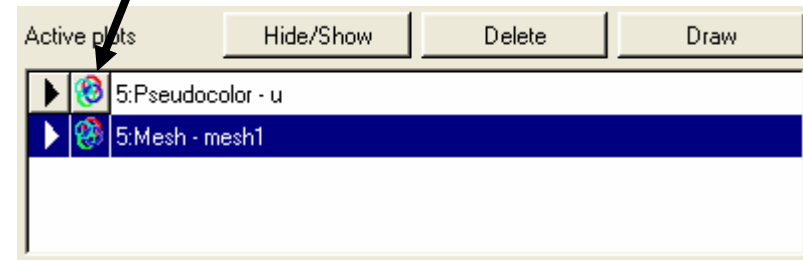 Active plots Hide/Show Delete Draw
5:Pseudocolor - u
5:Mesh - mesh1